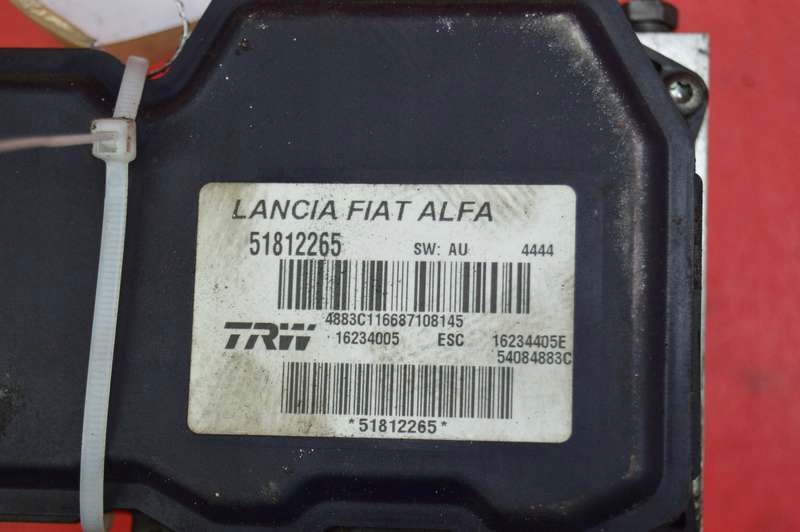 LANCIA FIAT ALFA
51812265 SW: AU 4444
4883C116687108145
TRW 16234005 ESC 16234405E
54084883C
*51812265*